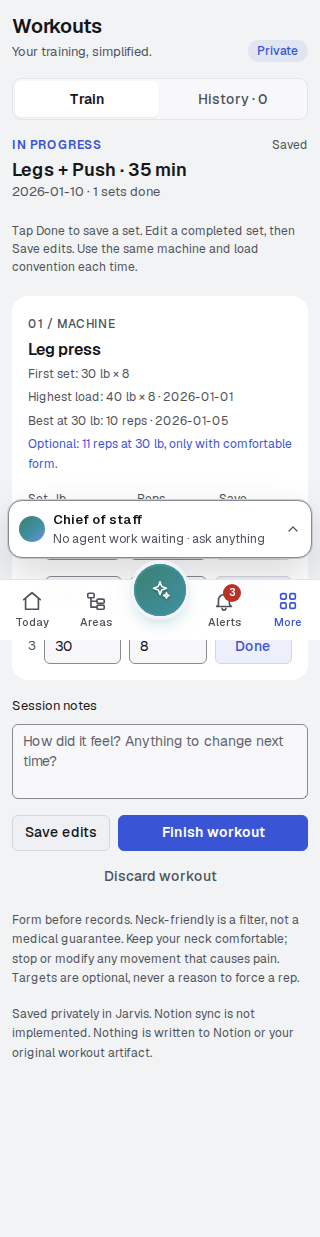 Workouts
Your training, simplified.
Private
Train
History · 0
IN PROGRESS
Saved
Legs + Push · 35 min
2026-01-10 · 1 sets done
Tap Done to save a set. Edit a completed set, then
Save edits. Use the same machine and load
convention each time.
01 / MACHINE
Leg press
First set: 30 lb × 8
Highest load: 40 lb × 8 · 2026-01-01
Best at 30 lb: 10 reps · 2026-01-05
Optional: 11 reps at 30 lb, only with comfortable
form.
Set lb Reps Save
Chief of staff
No agent work waiting · ask anything
Today
Areas
3
Alerts
More
3 30 8 Done
Session notes
How did it feel? Anything to change next
time?
Save edits
Finish workout
Discard workout
Form before records. Neck-friendly is a filter, not a
medical guarantee. Keep your neck comfortable;
stop or modify any movement that causes pain.
Targets are optional, never a reason to force a rep.
Saved privately in Jarvis. Notion sync is not
implemented. Nothing is written to Notion or your
original workout artifact.